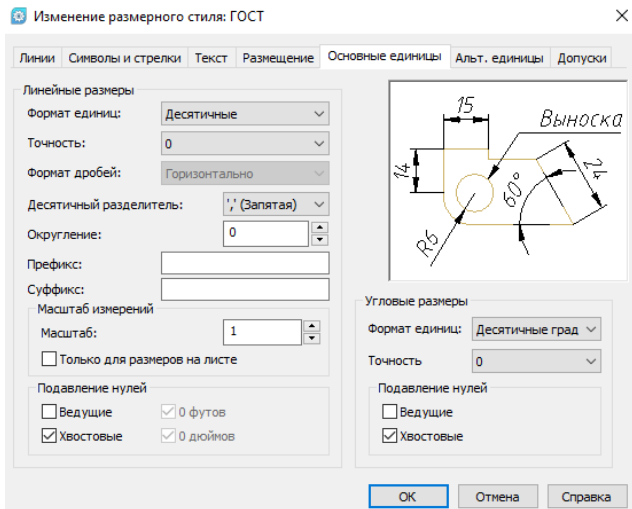 Изменение размерного стиля: ГОСТ
Линии Символы и стрелки Текст Размещение Основные единицы Альт. единицы Допуски
Линейные размеры
Формат единиц: Десятичные
Точность: 0
Формат дробей: Горизонтально
Десятичный разделитель: ',' (Запятая)
Округление: 0
Префикс:
Суффикс:
Масштаб измерений
Масштаб: 1
Только для размеров на листе
Подавление нулей
Ведущие 0 футов
Хвостовые 0 дюймов
15
Выноска
14
24
60°
R6
Угловые размеры
Формат единиц: Десятичные град
Точность 0
Подавление нулей
Ведущие
Хвостовые
ОК Отмена Справка